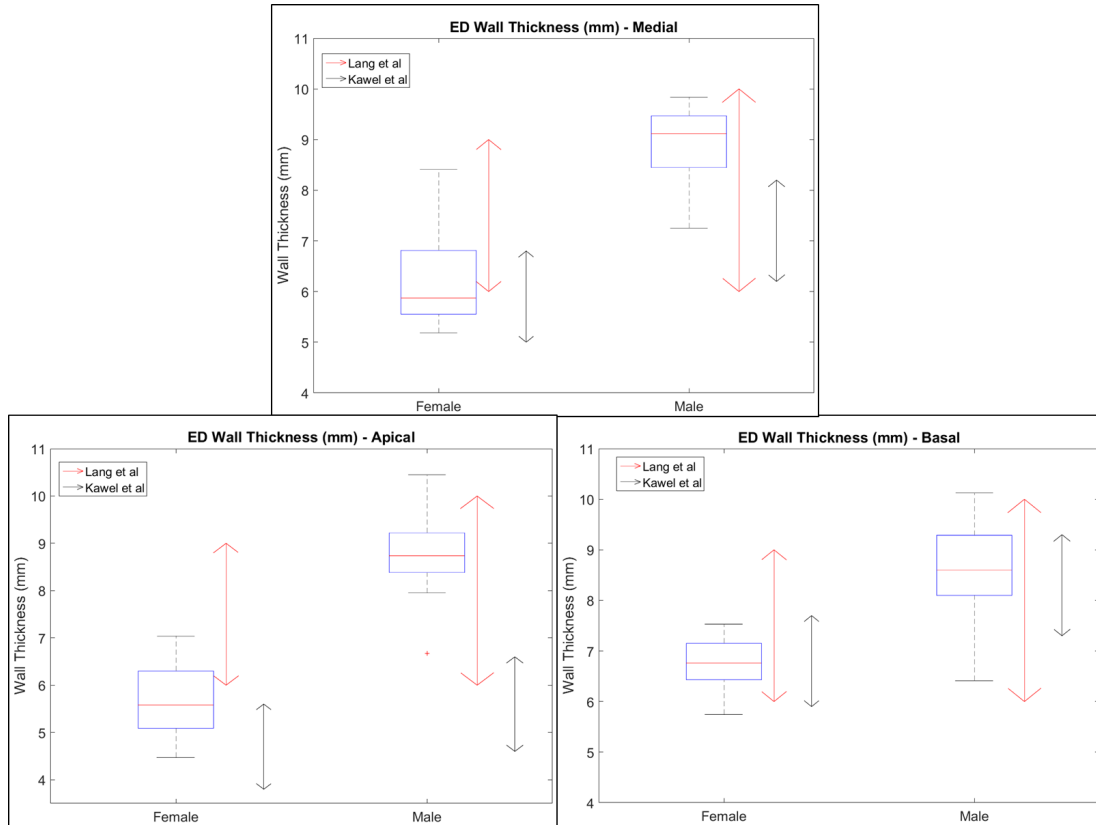 ED Wall Thickness (mm) - Medial
Lang et al
Kawel et al
Wall Thickness (mm)
11
10
9
8
7
6
5
4
Female
Male
ED Wall Thickness (mm) - Apical
Lang et al
Kawel et al
Wall Thickness (mm)
11
10
9
8
7
6
5
4
Female
Male
ED Wall Thickness (mm) - Basal
Lang et al
Kawel et al
Wall Thickness (mm)
11
10
9
8
7
6
5
4
Female
Male